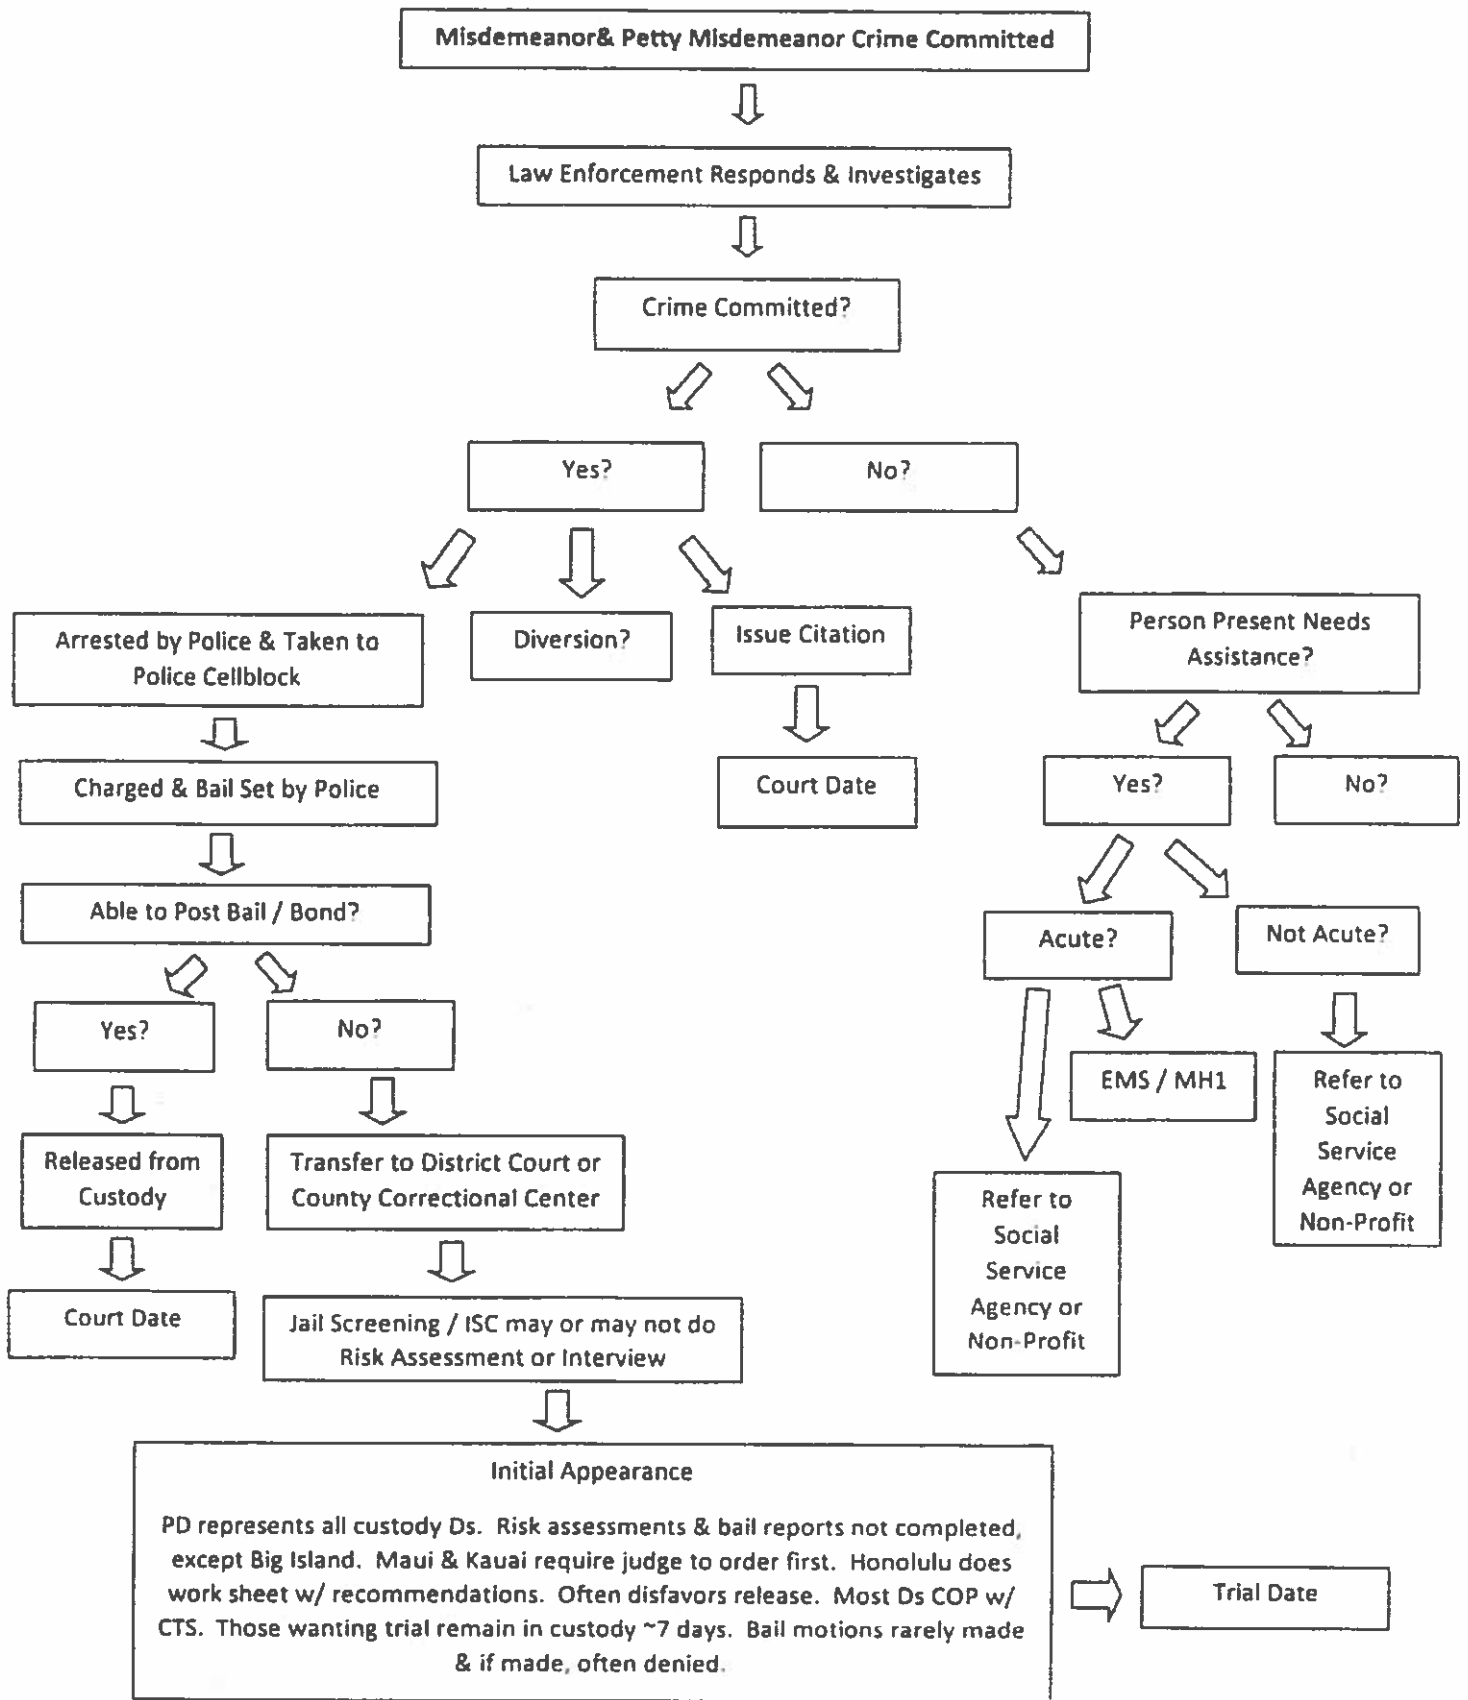 Misdemeanor& Petty Misdemeanor Crime Committed
Law Enforcement Responds & Investigates
Crime Committed?
Yes?
No?
Arrested by Police & Taken to
Police Cellblock
Diversion?
Issue Citation
Person Present Needs
Assistance?
Charged & Bail Set by Police
Court Date
Yes?
No?
Able to Post Bail / Bond?
Acute?
Not Acute?
Yes?
No?
EMS / MH1
Refer to
Social
Service
Agency or
Non-Profit
Released from
Custody
Transfer to District Court or
County Correctional Center
Refer to
Social
Service
Agency or
Non-Profit
Court Date
Jail Screening / ISC may or may not do
Risk Assessment or Interview
Initial Appearance
PD represents all custody Ds. Risk assessments & bail reports not completed,
except Big Island. Maui & Kauai require judge to order first. Honolulu does
work sheet w/ recommendations. Often disfavors release. Most Ds COP w/
CTS. Those wanting trial remain in custody ~7 days. Bail motions rarely made
& if made, often denied.
Trial Date